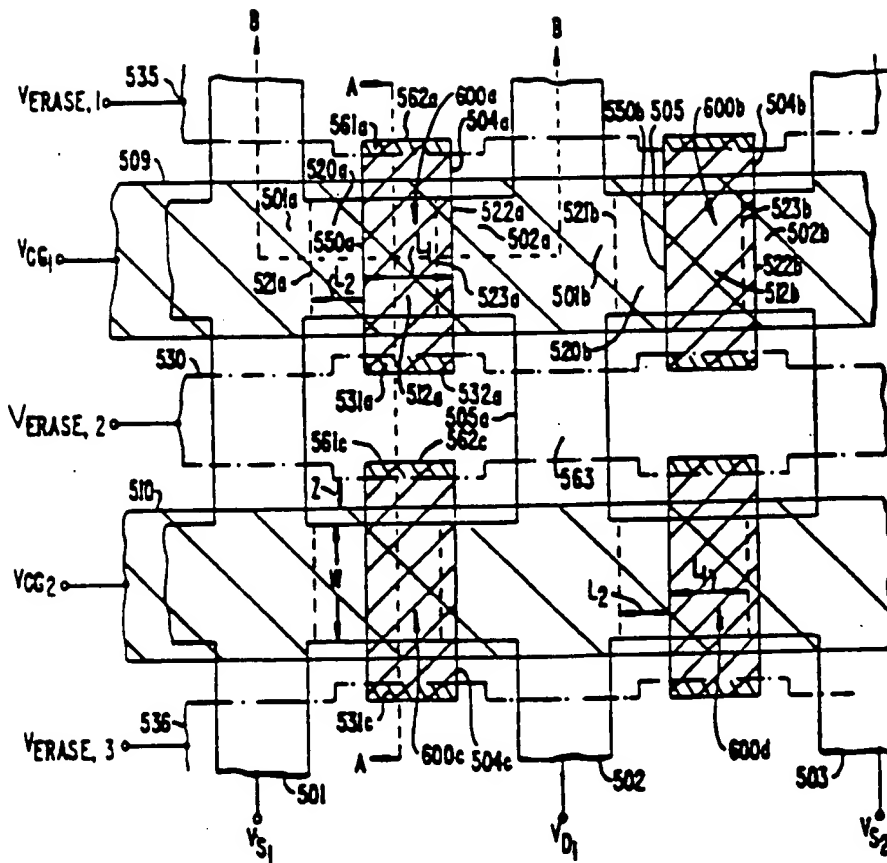 B
B
535
A
VERASE,1
562a
600a
504a
550b
505
600b
504b
561a
509
520a
501a
522a
502a
521b
523b
502b
550a
L1
VCG1
521a
L2
523a
501b
522b
512b
520b
530
531a
512a
532a
505a
VERASE,2
561c
562c
563
510
Z
W
VCG2
L2
L1
536
531c
VERASE,3
A
600c
504c
600d
501
502
503
VS1
VD1
VS2